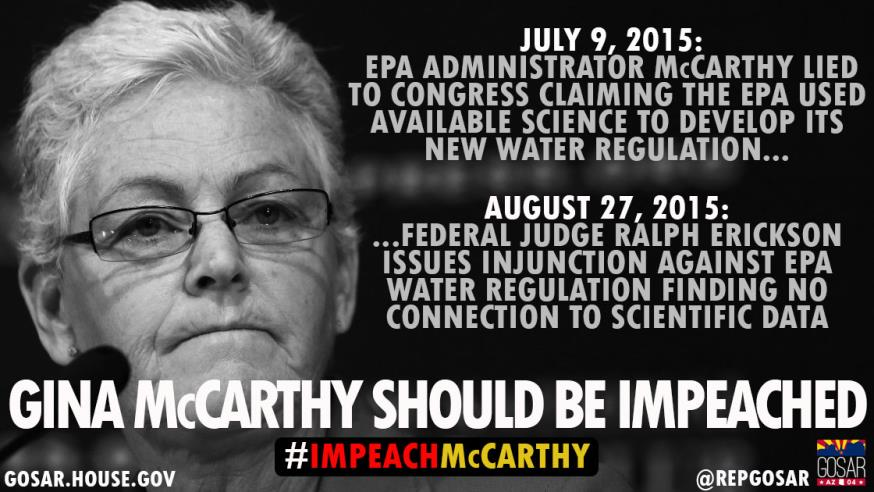 JULY 9, 2015:
EPA ADMINISTRATOR McCARTHY LIED
TO CONGRESS CLAIMING THE EPA USED
AVAILABLE SCIENCE TO DEVELOP ITS
NEW WATER REGULATION...
AUGUST 27, 2015:
...FEDERAL JUDGE RALPH ERICKSON
ISSUES INJUNCTION AGAINST EPA
WATER REGULATION FINDING NO
CONNECTION TO SCIENTIFIC DATA
GINA McCARTHY SHOULD BE IMPEACHED
#IMPEACHMcCARTHY
GOSAR.HOUSE.GOV
@REPGOSAR
GOSAR
★ AZ 04 ★